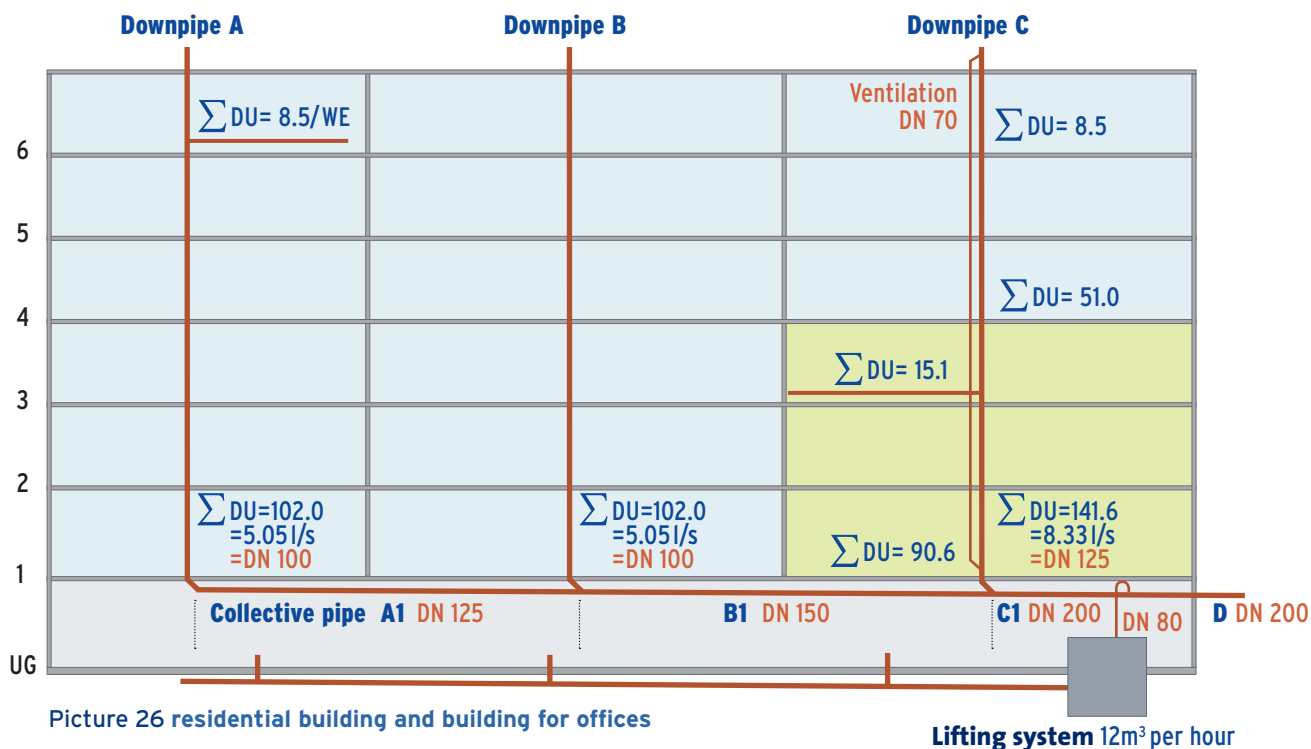 Downpipe A
Downpipe B
Downpipe C
∑DU= 8.5/WE
Ventilation
DN 70
∑DU= 8.5
6
5
∑DU= 51.0
4
∑DU= 15.1
3
2
∑DU=102.0
=5.05l/s
=DN 100
∑DU=102.0
=5.05l/s
=DN 100
∑DU= 90.6
∑DU=141.6
=8.33l/s
=DN 125
1
Collective pipe A1 DN 125
B1 DN 150
C1 DN 200
DN 80
D DN 200
UG
Picture 26 residential building and building for offices
Lifting system 12m³ per hour